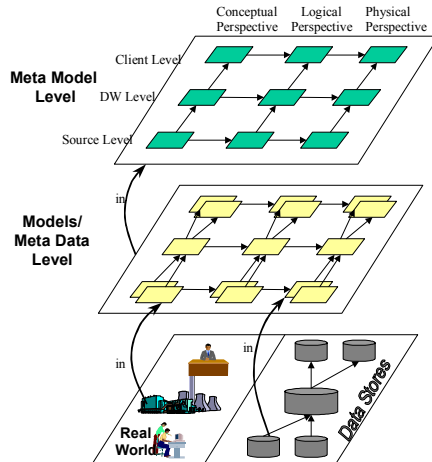 Conceptual Logical Physical
Perspective Perspective Perspective
Client Level
Meta Model
Level
DW Level
Source Level
in
Models/
Meta Data
Level
in
in
Real
World
Data Stores